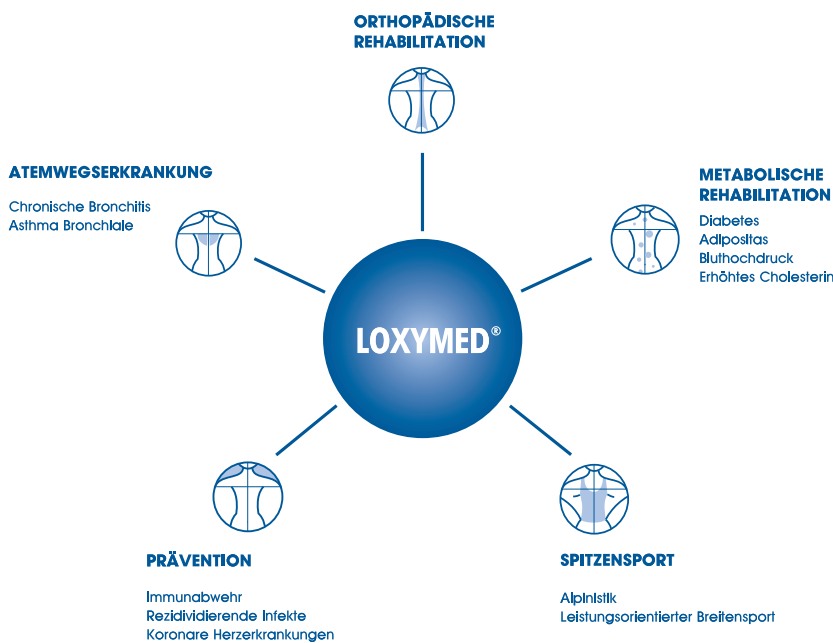 ORTHOPÄDISCHE
REHABILITATION
ATEMWEGSERKRANKUNG
Chronische Bronchitis
Asthma Bronchiale
METABOLISCHE
REHABILITATION
Diabetes
Adipositas
Bluthochdruck
Erhöhtes Cholesterin
LOXYMED®
PRÄVENTION
Immunabwehr
Rezidividierende Infekte
Koronare Herzerkrankungen
SPITZENSPORT
Alpinistik
Leistungsorientierter Breitensport